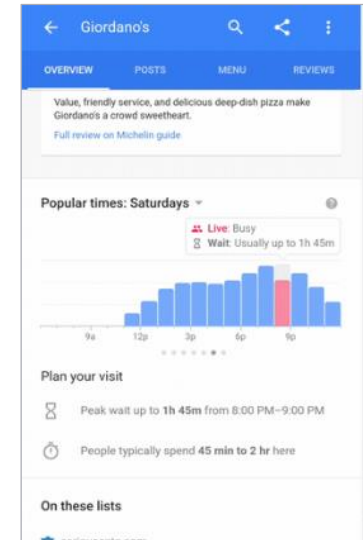 Giordano's
OVERVIEW POSTS MENU REVIEWS
Value, friendly service, and delicious deep-dish pizza make
Giordano's a crowd sweetheart.
Full review on Michelin guide
Popular times: Saturdays
Live: Busy
Wait: Usually up to 1h 45m
9a 12p 3p 6p 9p
Plan your visit
Peak wait up to 1h 45m from 8:00 PM–9:00 PM
People typically spend 45 min to 2 hr here
On these lists